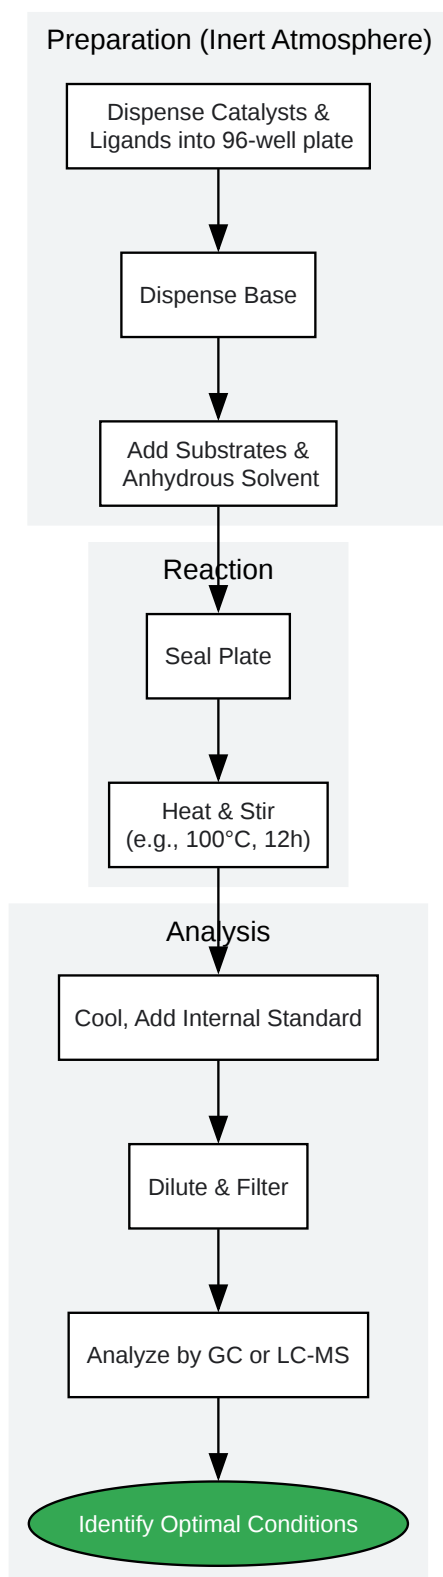 Preparation (Inert Atmosphere)
Dispense Catalysts &
Ligands into 96-well plate
Dispense Base
Add Substrates &
Anhydrous Solvent
Reaction
Seal Plate
Heat & Stir
(e.g., 100°C, 12h)
Analysis
Cool, Add Internal Standard
Dilute & Filter
Analyze by GC or LC-MS
Identify Optimal Conditions